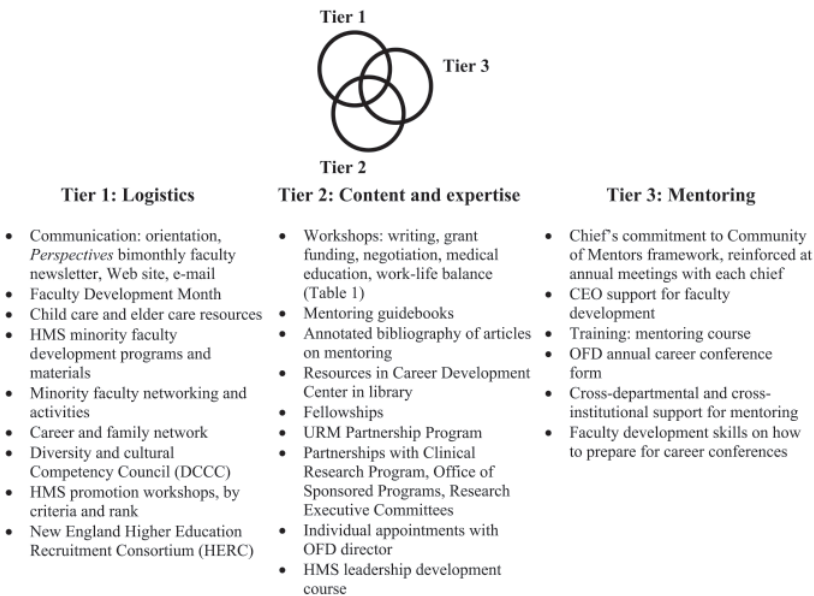 Tier 1
Tier 3
Tier 2
Tier 1: Logistics
• Communication: orientation,
Perspectives bimonthly faculty
newsletter, Web site, e-mail
• Faculty Development Month
• Child care and elder care resources
• HMS minority faculty
development programs and
materials
• Minority faculty networking and
activities
• Career and family network
• Diversity and cultural
Competency Council (DCCC)
• HMS promotion workshops, by
criteria and rank
• New England Higher Education
Recruitment Consortium (HERC)
Tier 2: Content and expertise
• Workshops: writing, grant
funding, negotiation, medical
education, work-life balance
(Table 1)
• Mentoring guidebooks
• Annotated bibliography of articles
on mentoring
• Resources in Career Development
Center in library
• Fellowships
• URM Partnership Program
• Partnerships with Clinical
Research Program, Office of
Sponsored Programs, Research
Executive Committees
• Individual appointments with
OFD director
• HMS leadership development
course
Tier 3: Mentoring
• Chief's commitment to Community
of Mentors framework, reinforced at
annual meetings with each chief
• CEO support for faculty
development
• Training: mentoring course
• OFD annual career conference
form
• Cross-departmental and cross-
institutional support for mentoring
• Faculty development skills on how
to prepare for career conferences